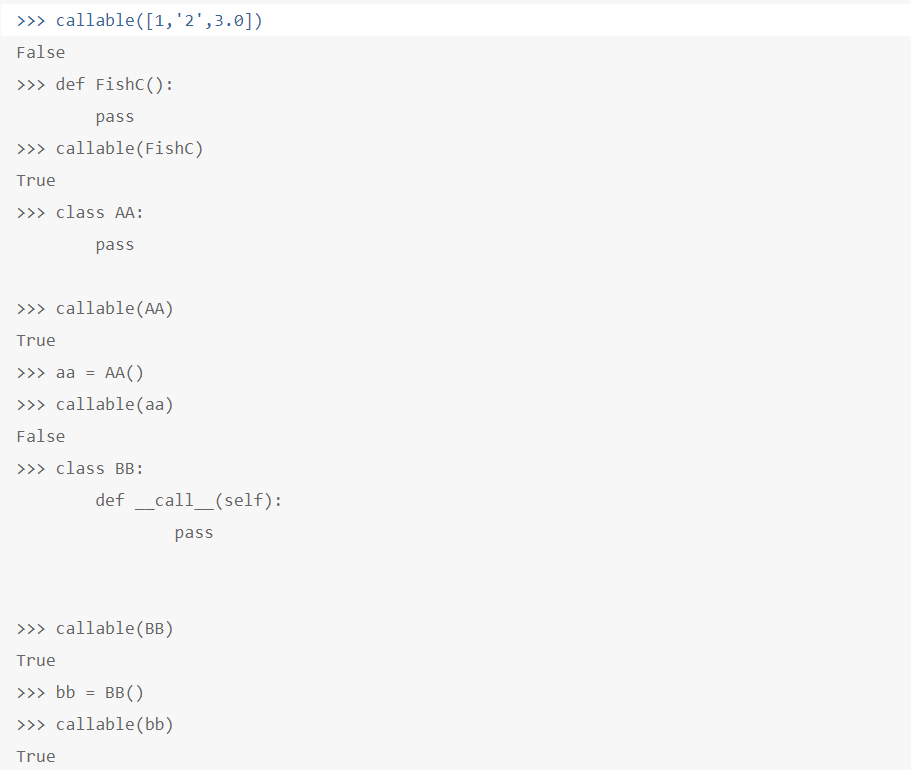 >>> callable([1,'2',3.0])
False
>>> def FishC():
        pass
>>> callable(FishC)
True
>>> class AA:
        pass
>>> callable(AA)
True
>>> aa = AA()
>>> callable(aa)
False
>>> class BB:
        def __call__(self):
                pass
>>> callable(BB)
True
>>> bb = BB()
>>> callable(bb)
True